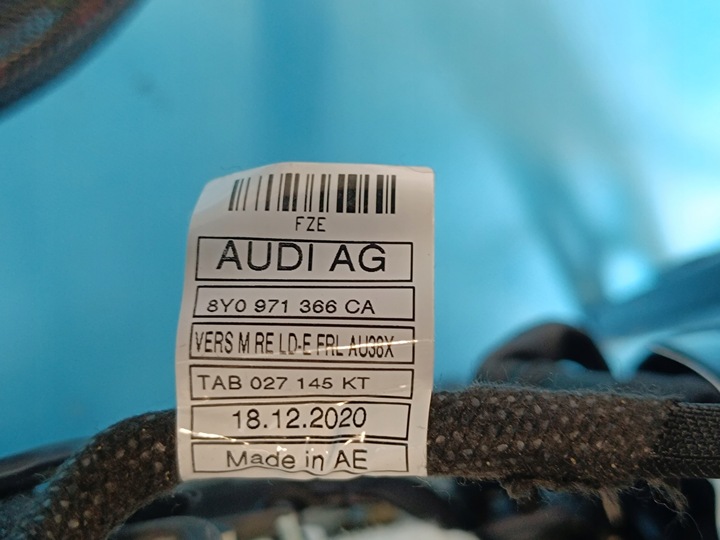 FZE
AUDI AG
8Y0 971 366 CA
VERS M RE LD-E FRL AU38X
TAB 027 145 KT
18.12.2020
Made in AE